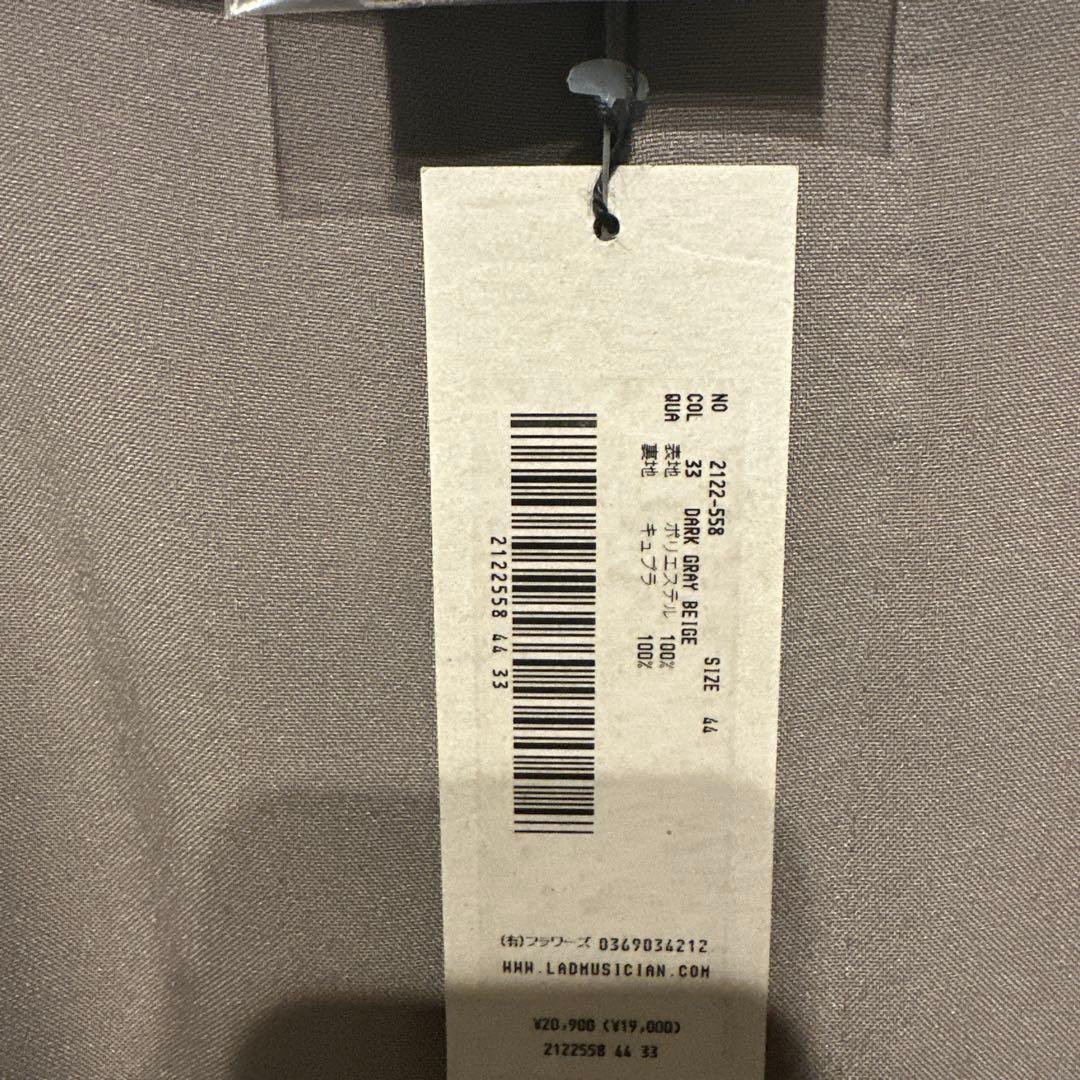 NO 2122-558 SIZE 44
COL 33 DARK GRAY BEIGE
QUA 表地 ポリエステル 100%
裏地 キュプラ 100%
2122558 44 33
(有)フラワーズ 0369034212
WWW.LADMUSICIAN.COM
¥20,900 (¥19,000)
2122558 44 33